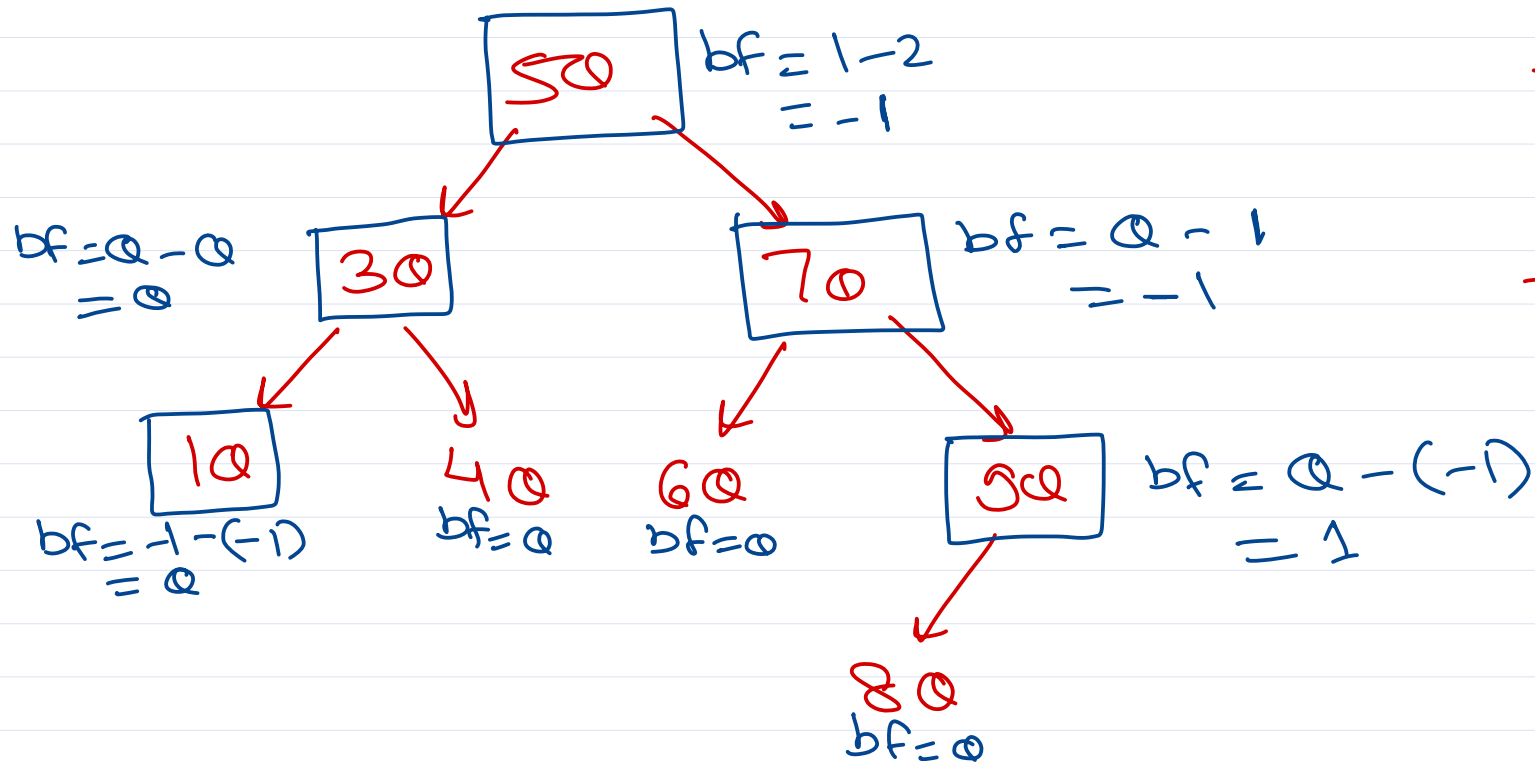 50
bf = 1-2
= -1
30
bf = 0-0
= 0
70
bf = 0 - 1
= -1
10
bf = -1-(-1)
= 0
40
bf = 0
60
bf = 0
90
bf = 0 - (-1)
= 1
80
bf = 0